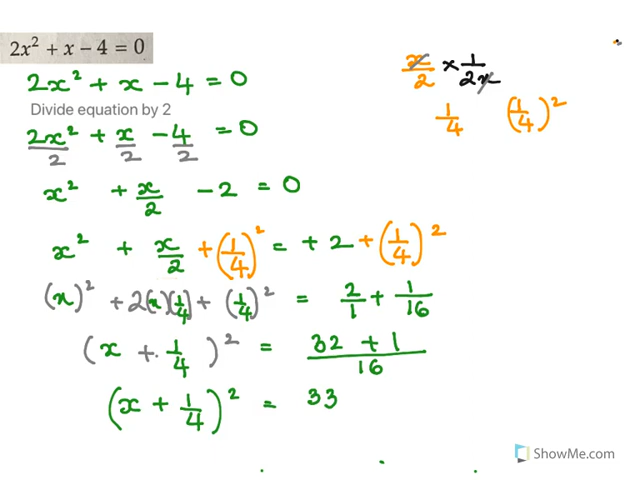 2x² + x − 4 = 0
2x² + x − 4 = 0
Divide equation by 2
2x²/2 + x/2 − 4/2 = 0
x² + x/2 − 2 = 0
x² + x/2 + (1/4)² = + 2 + (1/4)²
(x)² + 2(x)(1/4) + (1/4)² = 2/1 + 1/16
(x + 1/4)² = 32 + 1/16
(x + 1/4)² = 33
x/2 × 1/2x
1/4 (1/4)²
ShowMe.com